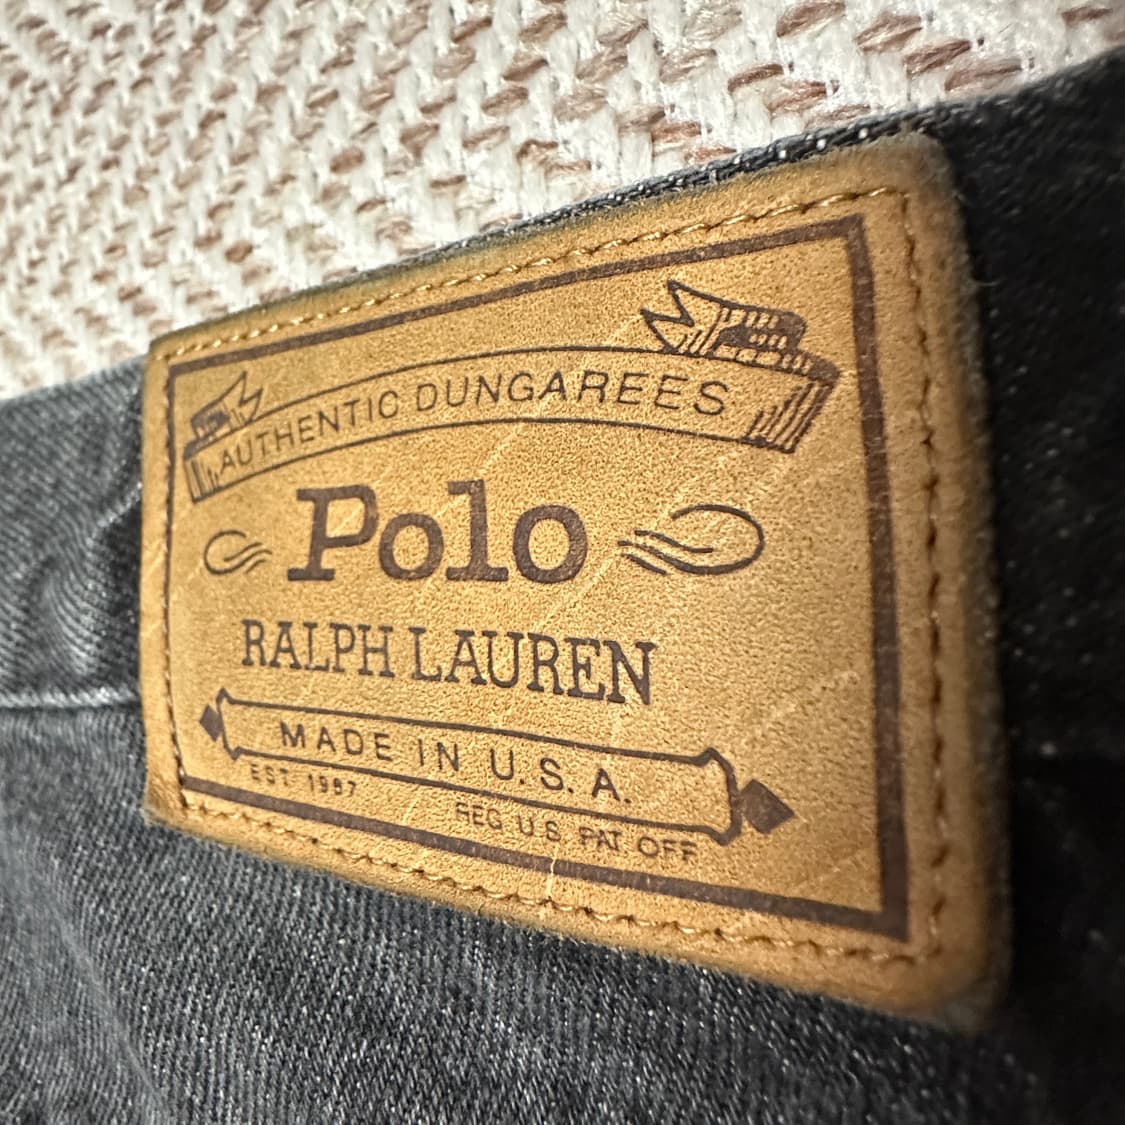 AUTHENTIC DUNGAREES
Polo
RALPH LAUREN
MADE IN U.S.A.
EST 1967
REG U.S. PAT OFF